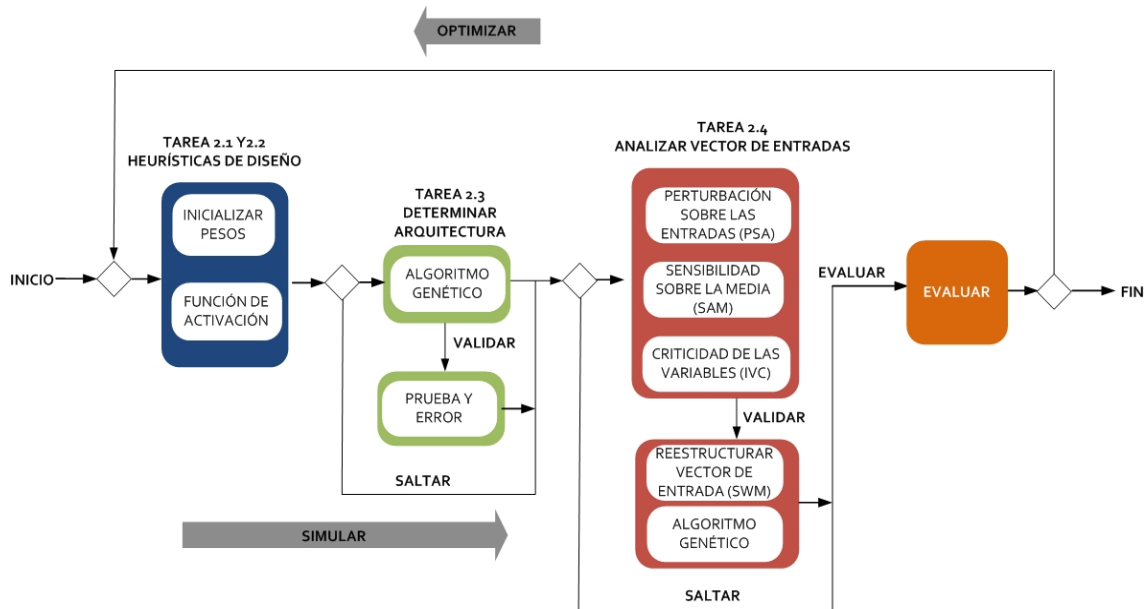 OPTIMIZAR
TAREA 2.1 Y2.2
HEURÍSTICAS DE DISEÑO
INICIALIZAR
PESOS
FUNCIÓN DE
ACTIVACIÓN
INICIO
TAREA 2.3
DETERMINAR
ARQUITECTURA
ALGORITMO
GENÉTICO
VALIDAR
PRUEBA Y
ERROR
SALTAR
SIMULAR
TAREA 2.4
ANALIZAR VECTOR DE ENTRADAS
PERTURBACIÓN
SOBRE LAS
ENTRADAS (PSA)
SENSIBILIDAD
SOBRE LA MEDIA
(SAM)
CRITICIDAD DE LAS
VARIABLES (IVC)
VALIDAR
REESTRUCTURAR
VECTOR DE
ENTRADA (SWM)
ALGORITMO
GENÉTICO
SALTAR
EVALUAR
EVALUAR
FIN